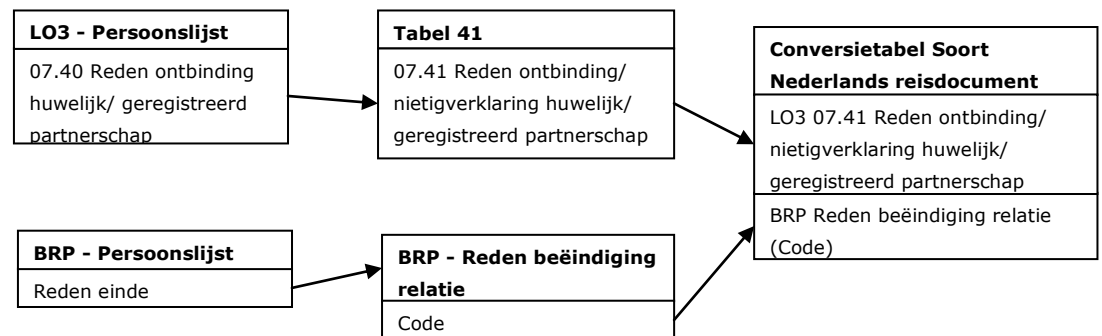 LO3 - Persoonslijst
07.40 Reden ontbinding
huwelijk/ geregistreerd
partnerschap
Tabel 41
07.41 Reden ontbinding/
nietigverklaring huwelijk/
geregistreerd partnerschap
Conversietabel Soort
Nederlands reisdocument
LO3 07.41 Reden ontbinding/
nietigverklaring huwelijk/
geregistreerd partnerschap
BRP Reden beëindiging relatie
(Code)
BRP - Persoonslijst
Reden einde
BRP - Reden beëindiging
relatie
Code